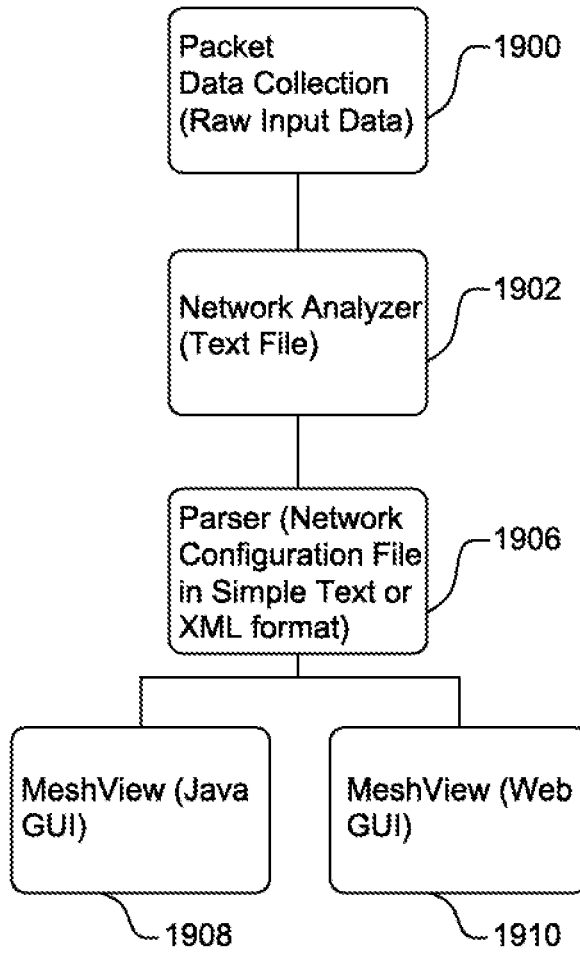 Packet
Data Collection
(Raw Input Data)
1900
Network Analyzer
(Text File)
1902
Parser (Network
Configuration File
in Simple Text or
XML format)
1906
MeshView (Java
GUI)
1908
MeshView (Web
GUI)
1910